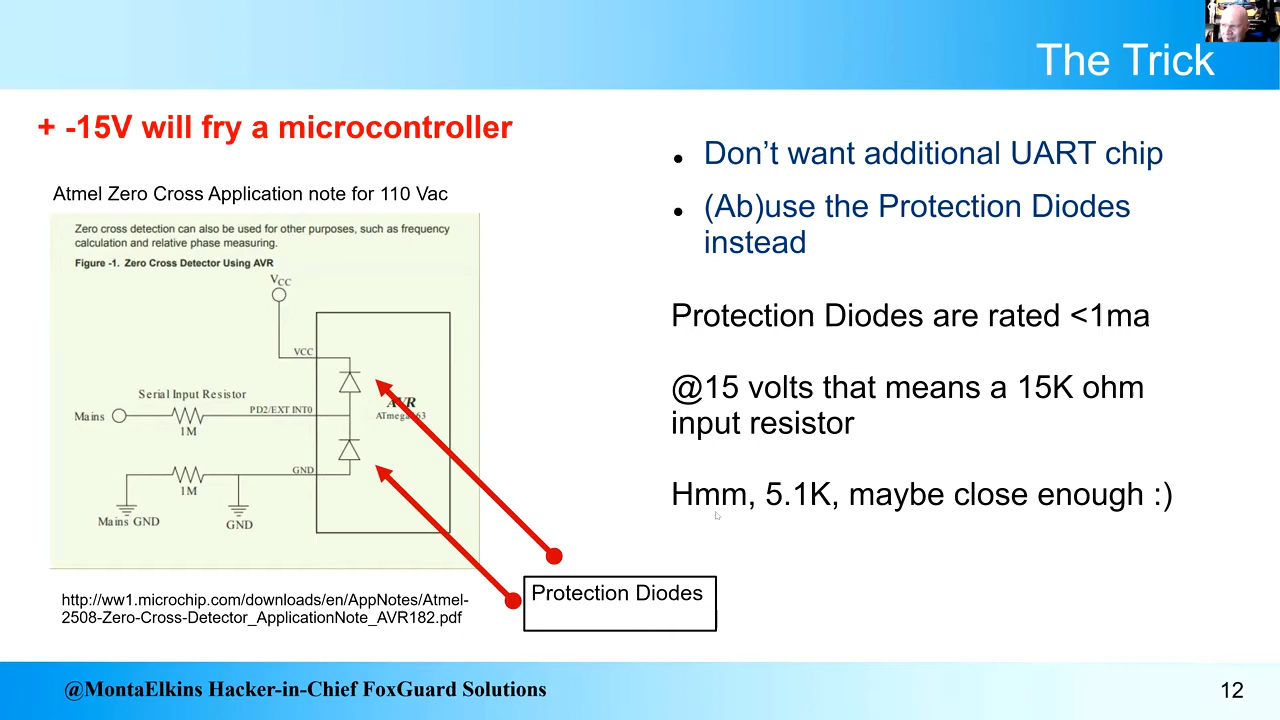 The Trick
+ -15V will fry a microcontroller
Atmel Zero Cross Application note for 110 Vac
Zero cross detection can also be used for other purposes, such as frequency
calculation and relative phase measuring.
Figure -1. Zero Cross Detector Using AVR
VCC
VCC
Serial Input Resistor
Mains
1M
PD2/EXT INT0
AVR
GND
1M
Mains GND
GND
http://ww1.microchip.com/downloads/en/AppNotes/Atmel-
2508-Zero-Cross-Detector_ApplicationNote_AVR182.pdf
Protection Diodes
• Don’t want additional UART chip
• (Ab)use the Protection Diodes
instead
Protection Diodes are rated <1ma
@15 volts that means a 15K ohm
input resistor
Hmm, 5.1K, maybe close enough :)
@MontaElkins Hacker-in-Chief FoxGuard Solutions
12